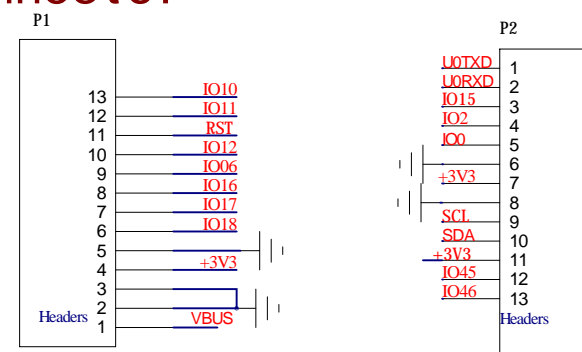 P1
13 IO10
12 IO11
11 RST
10 IO12
9 IO06
8 IO16
7 IO17
6 IO18
5
4 +3V3
3
2
1 VBUS
Headers
P2
U0TXD 1
U0RXD 2
IO15 3
IO2 4
IO0 5
6
+3V3 7
8
SCL 9
SDA 10
+3V3 11
IO45 12
IO46 13
Headers